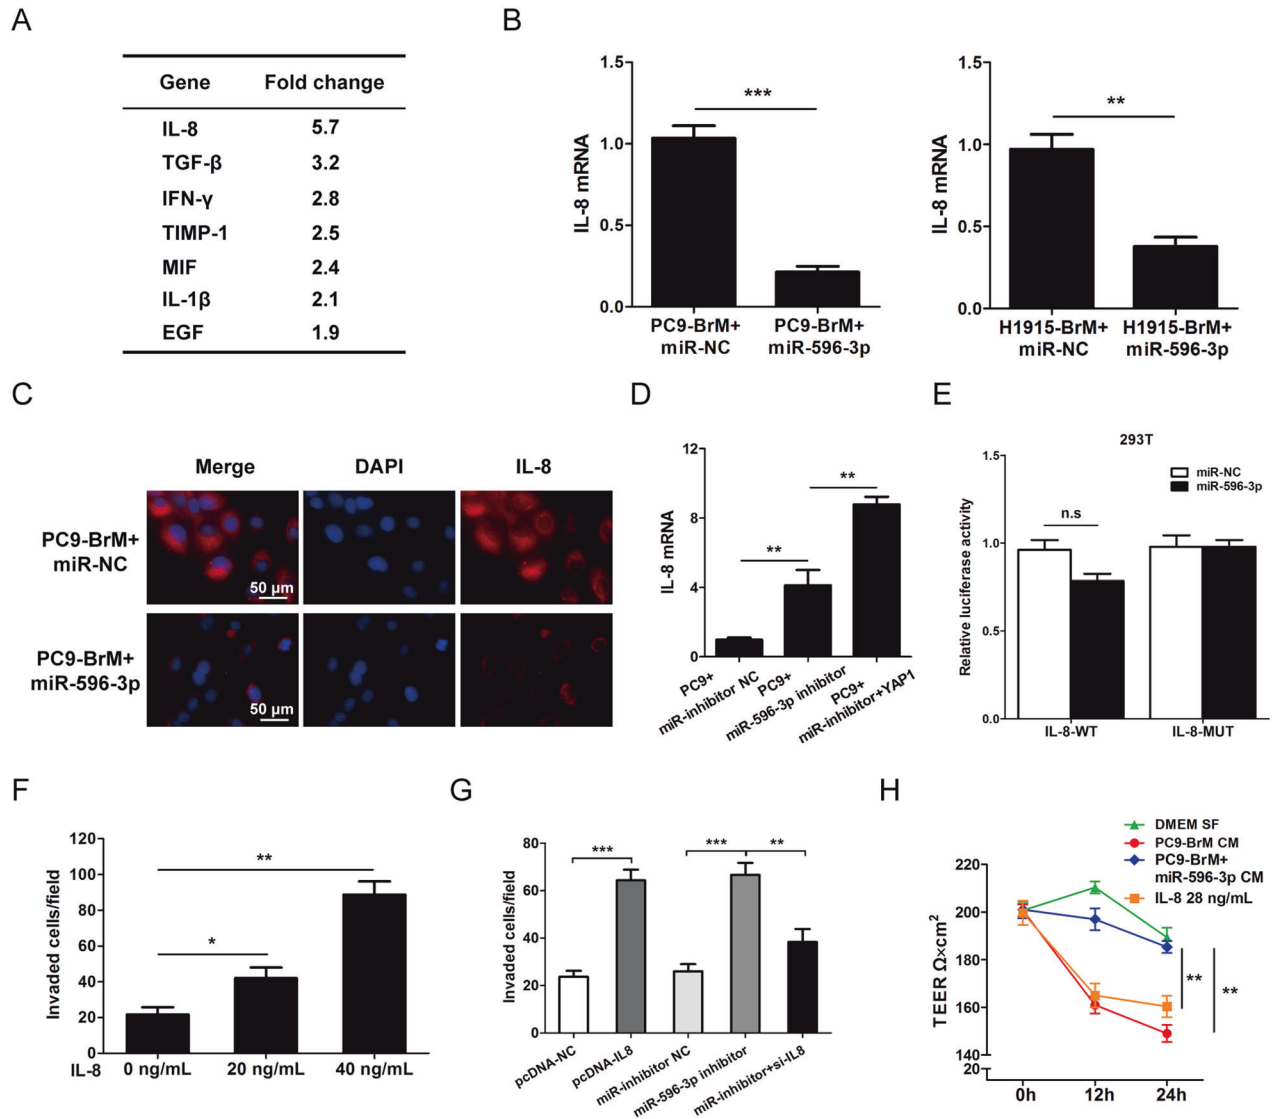 A
Gene Fold change
IL-8 5.7
TGF-β 3.2
IFN-γ 2.8
TIMP-1 2.5
MIF 2.4
IL-1β 2.1
EGF 1.9
B
IL-8 mRNA
1.5
1.0
0.5
0.0
***
PC9-BrM+
miR-NC
PC9-BrM+
miR-596-3p
IL-8 mRNA
1.5
1.0
0.5
0.0
**
H1915-BrM+
miR-NC
H1915-BrM+
miR-596-3p
C
Merge DAPI IL-8
PC9-BrM+
miR-NC
50 μm
PC9-BrM+
miR-596-3p
50 μm
D
IL-8 mRNA
12
8
4
0
**
**
PC9+
miR-inhibitor NC
PC9+
miR-596-3p inhibitor
PC9+
miR-inhibitor+YAP1
E
293T
Relative luciferase activity
1.5
1.0
0.5
0.0
miR-NC
miR-596-3p
n.s
IL-8-WT IL-8-MUT
F
Invaded cells/field
120
100
80
60
40
20
0
**
*
IL-8 0 ng/mL 20 ng/mL 40 ng/mL
G
Invaded cells/field
80
60
40
20
0
***
***
**
pcDNA-NC
pcDNA-IL8
miR-inhibitor NC
miR-596-3p inhibitor
miR-inhibitor+si-IL8
H
DMEM SF
PC9-BrM CM
PC9-BrM+
miR-596-3p CM
IL-8 28 ng/mL
TEER Ω×cm²
220
200
180
160
140
20
**
**
0h 12h 24h